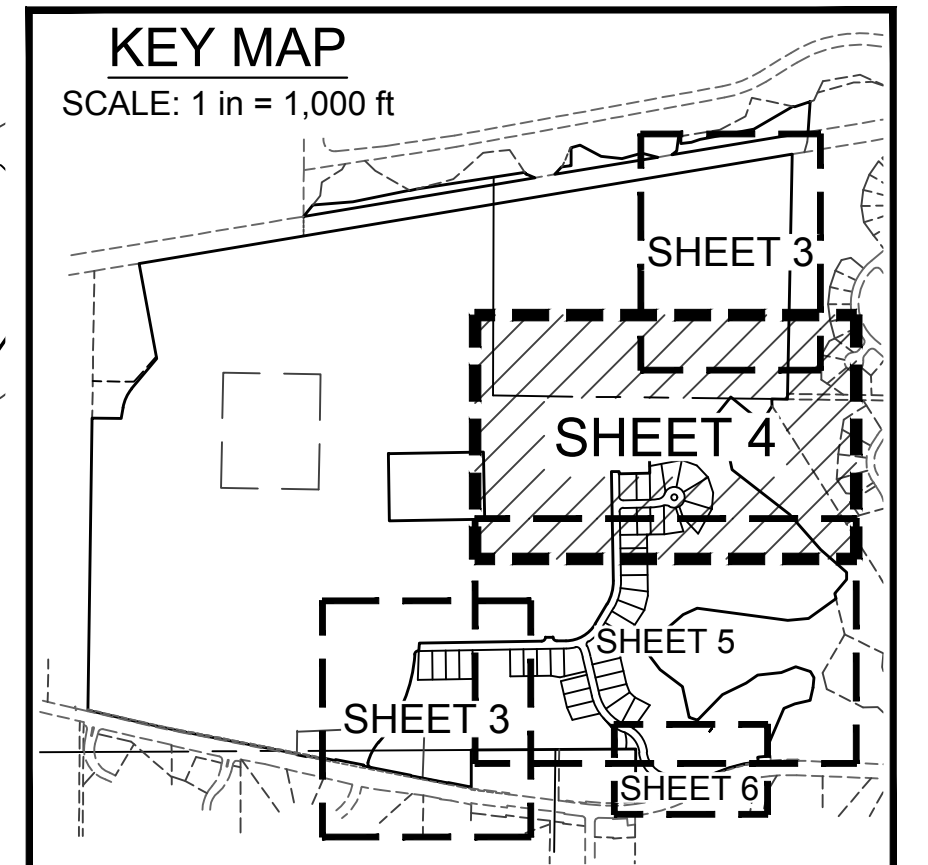 KEY MAP
SCALE: 1 in = 1,000 ft
SHEET 3
SHEET 4
SHEET 5
SHEET 3
SHEET 6